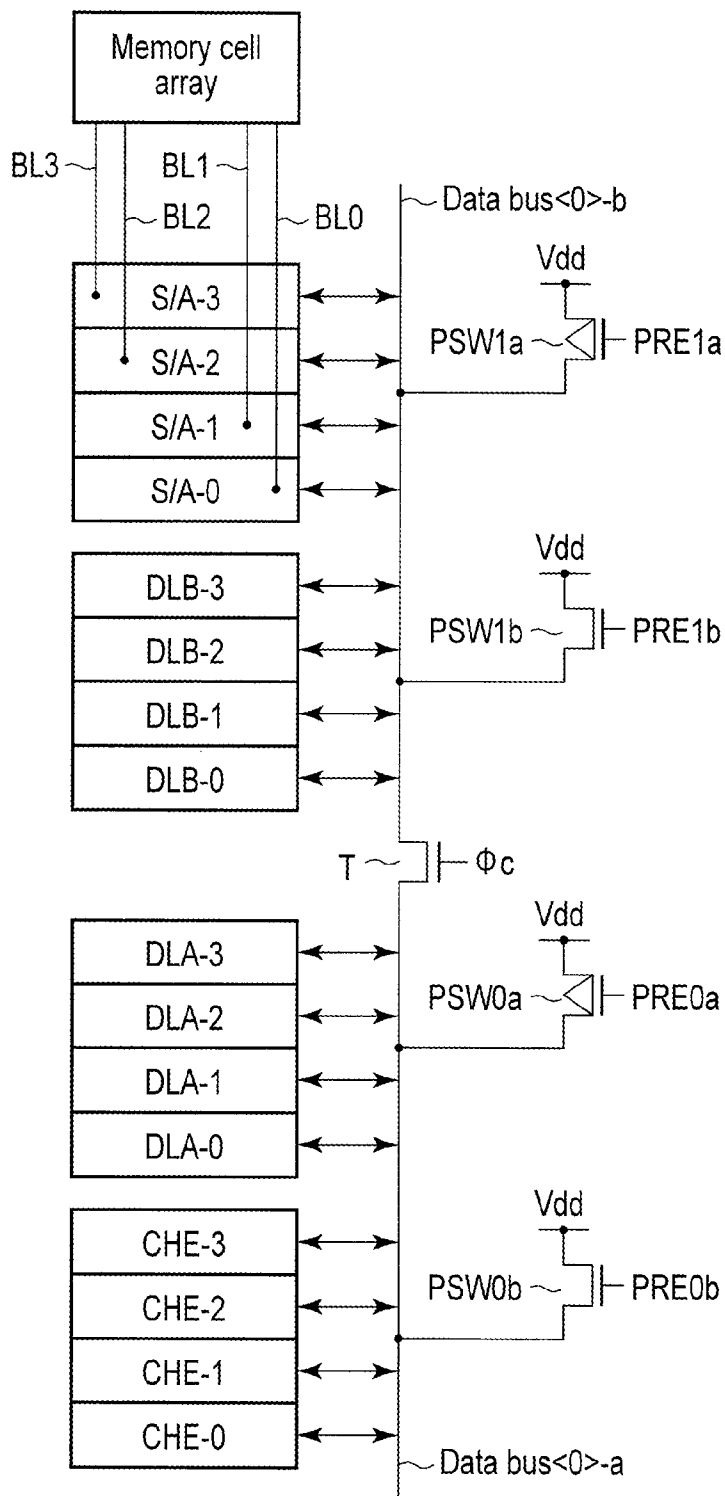 Memory cell
array
BL3
BL1
BL2
BL0
Data bus<0>-b
Vdd
S/A-3
PSW1a
PRE1a
S/A-2
S/A-1
S/A-0
Vdd
DLB-3
PSW1b
PRE1b
DLB-2
DLB-1
DLB-0
T
Φc
Vdd
DLA-3
PSW0a
PRE0a
DLA-2
DLA-1
DLA-0
Vdd
CHE-3
PSW0b
PRE0b
CHE-2
CHE-1
CHE-0
Data bus<0>-a